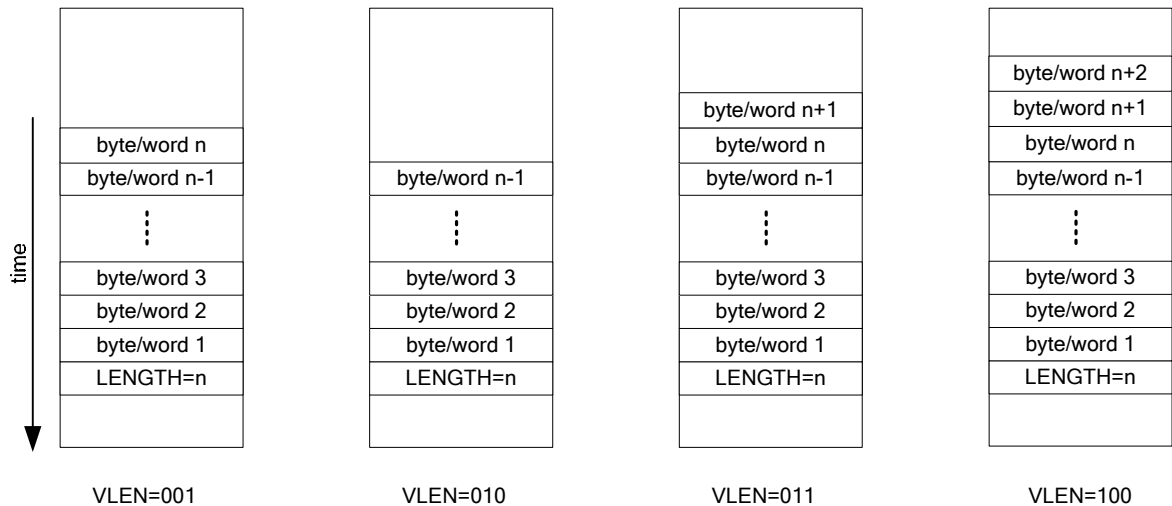 time
byte/word n
byte/word n-1
byte/word 3
byte/word 2
byte/word 1
LENGTH=n
VLEN=001
byte/word n-1
byte/word 3
byte/word 2
byte/word 1
LENGTH=n
VLEN=010
byte/word n+1
byte/word n
byte/word n-1
byte/word 3
byte/word 2
byte/word 1
LENGTH=n
VLEN=011
byte/word n+2
byte/word n+1
byte/word n
byte/word n-1
byte/word 3
byte/word 2
byte/word 1
LENGTH=n
VLEN=100